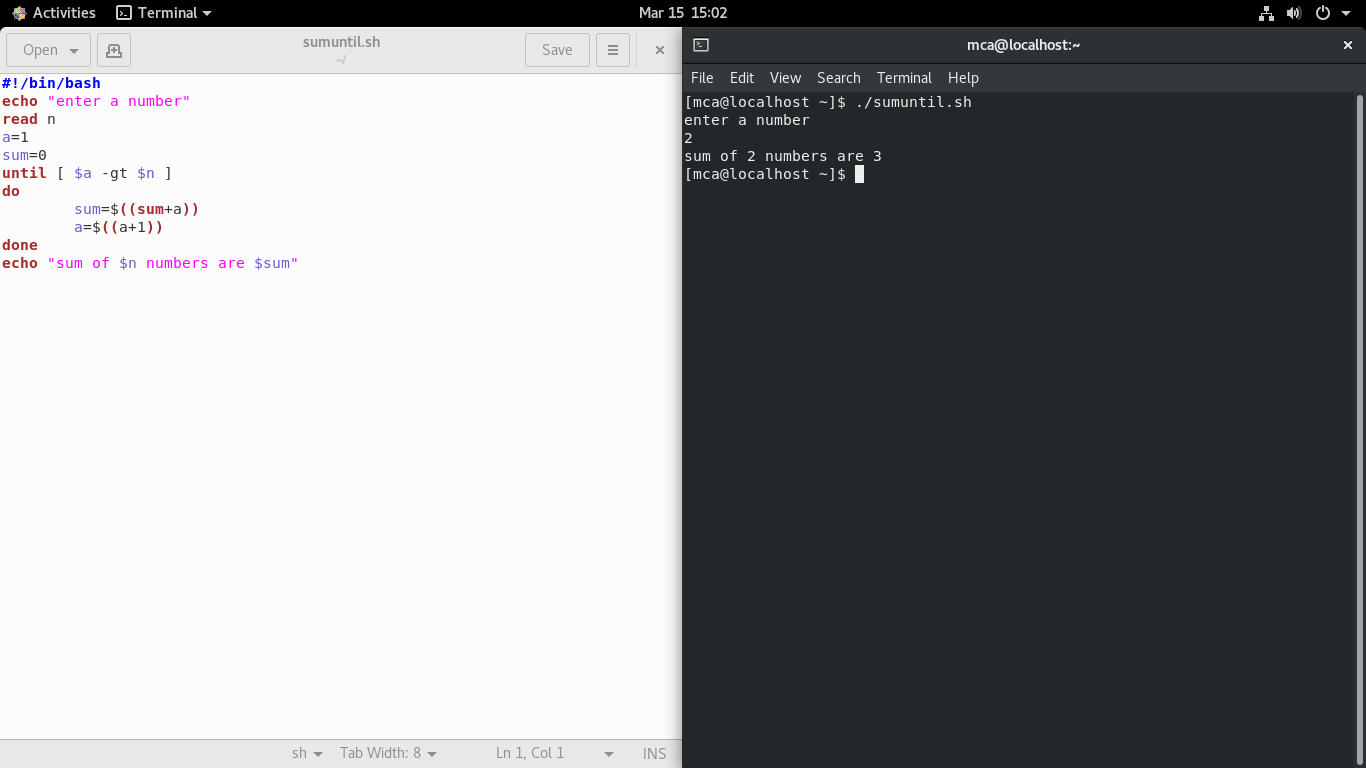 Activities Terminal Mar 15 15:02
Open sumuntil.sh Save
~/
#!/bin/bash
echo "enter a number"
read n
a=1
sum=0
until [ $a -gt $n ]
do
        sum=$((sum+a))
        a=$((a+1))
done
echo "sum of $n numbers are $sum"
sh Tab Width: 8 Ln 1, Col 1 INS
mca@localhost:~
File Edit View Search Terminal Help
[mca@localhost ~]$ ./sumuntil.sh
enter a number
2
sum of 2 numbers are 3
[mca@localhost ~]$